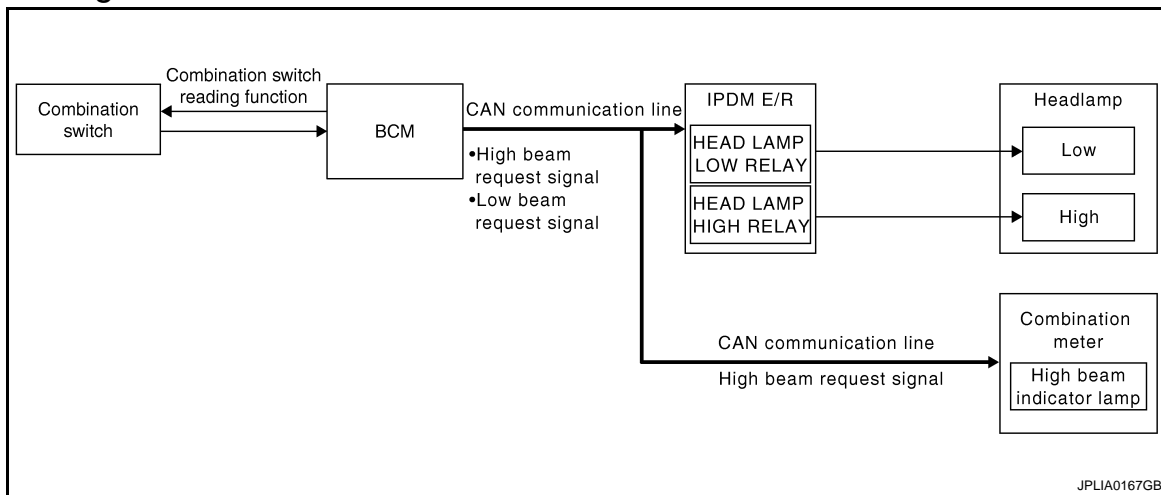 Combination switch
reading function
Combination
switch
BCM
CAN communication line
•High beam
request signal
•Low beam
request signal
IPDM E/R
HEAD LAMP
LOW RELAY
HEAD LAMP
HIGH RELAY
Headlamp
Low
High
CAN communication line
High beam request signal
Combination
meter
High beam
indicator lamp
JPLIA0167GB